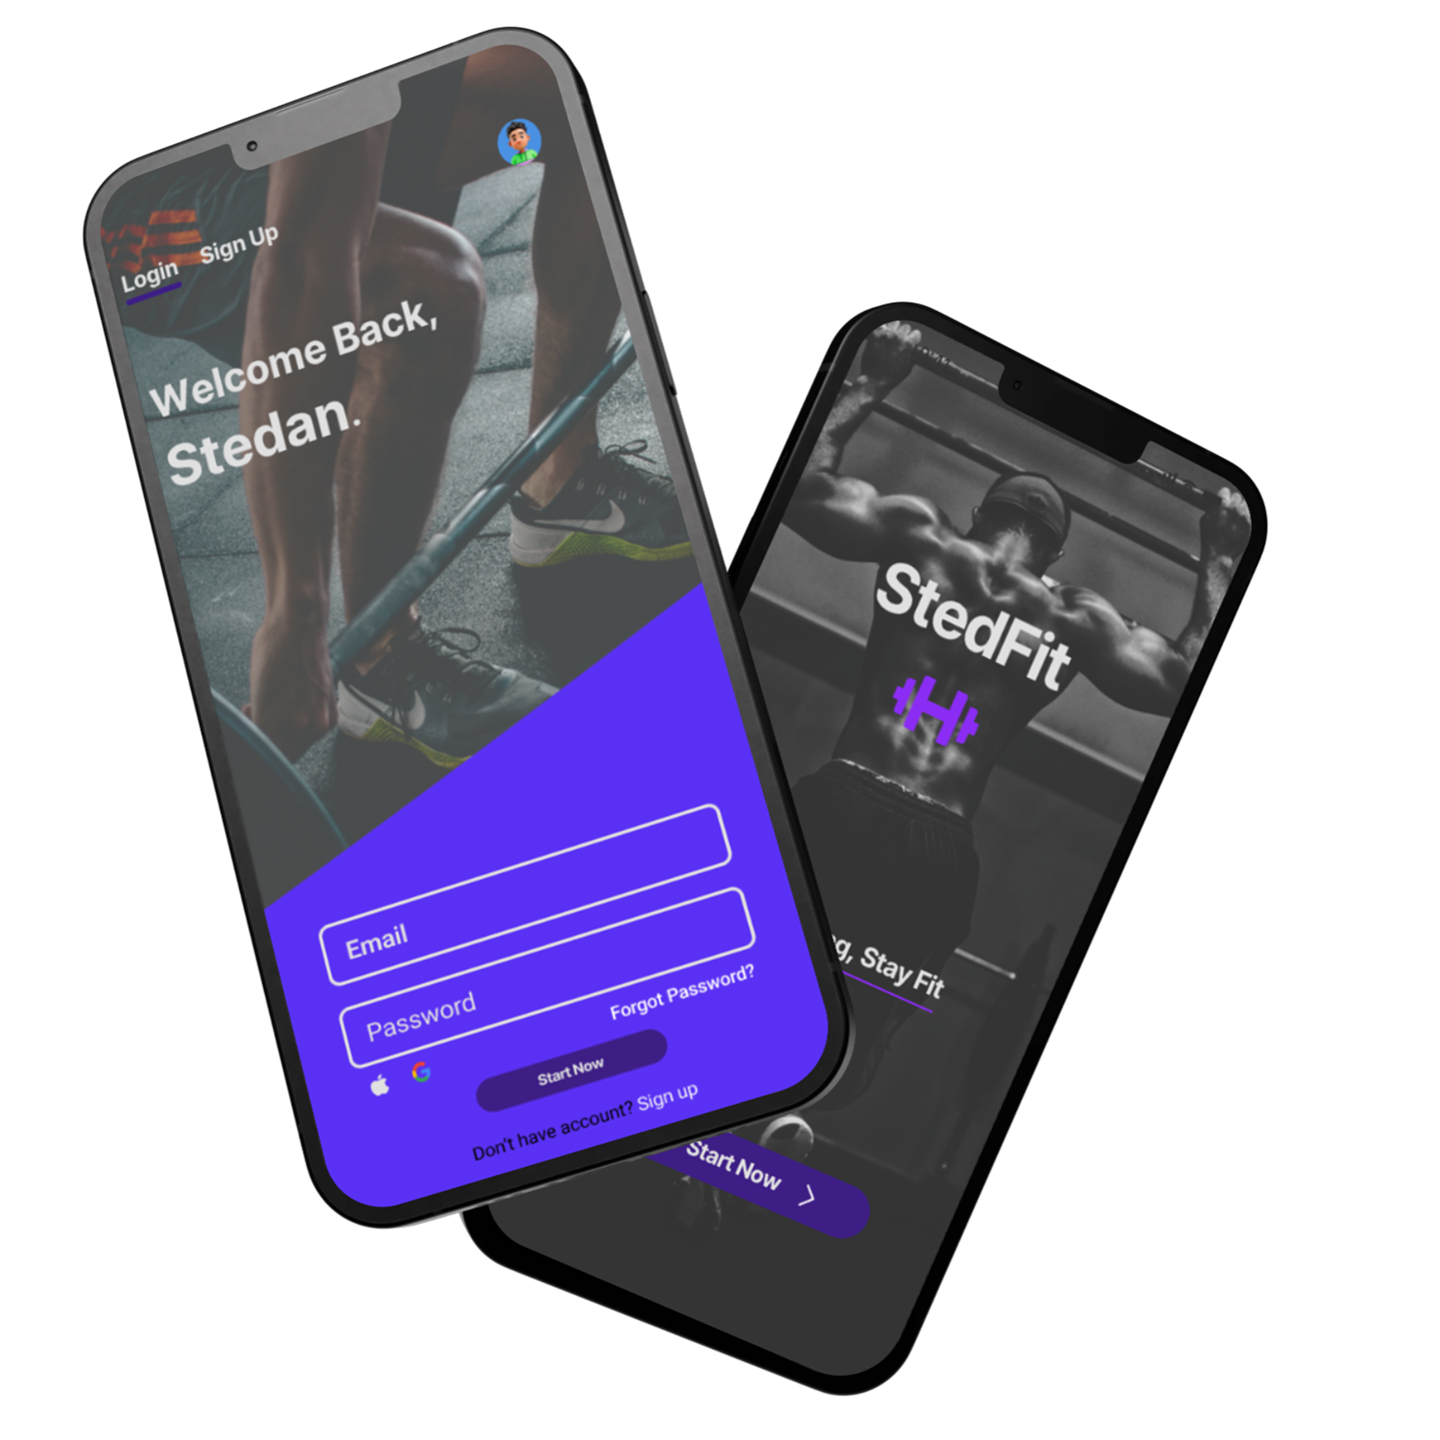 Login Sign Up
Welcome Back,
Stedan.
Email
Password
Forgot Password?
Start Now
Don't have account? Sign up
StedFit
g, Stay Fit
Start Now